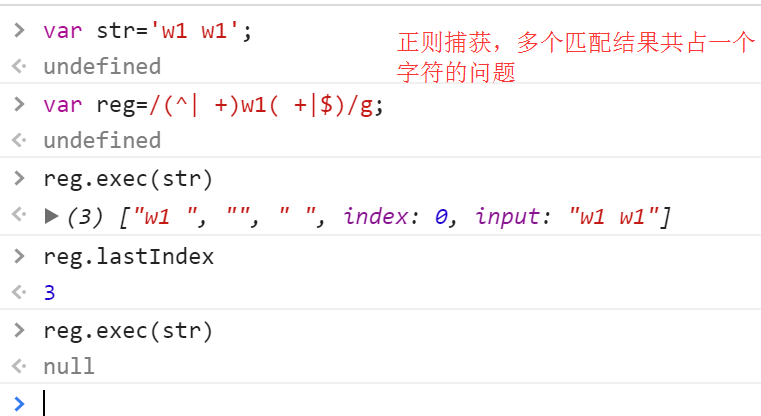 var str='w1 w1';
正则捕获，多个匹配结果共占一个
字符的问题
undefined
var reg=/(^| +)w1( +|$)/g;
undefined
reg.exec(str)
(3) ["w1 ", "", " ", index: 0, input: "w1 w1"]
reg.lastIndex
3
reg.exec(str)
null